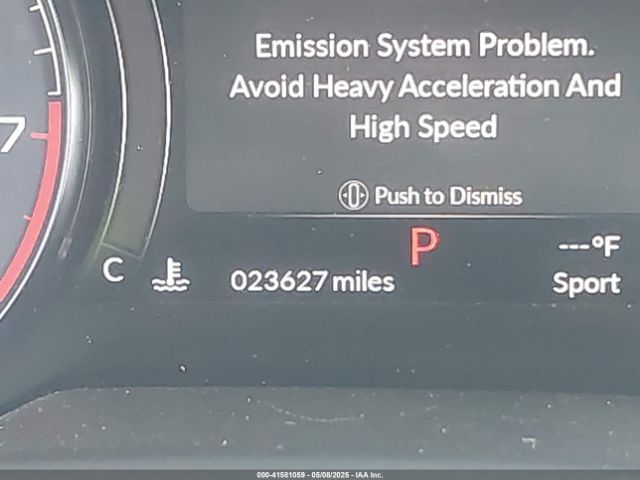 Emission System Problem.
Avoid Heavy Acceleration And
High Speed
Push to Dismiss
7
P
---°F
C
023627 miles
Sport
000-41581059 - 05/08/2025 - IAA Inc.